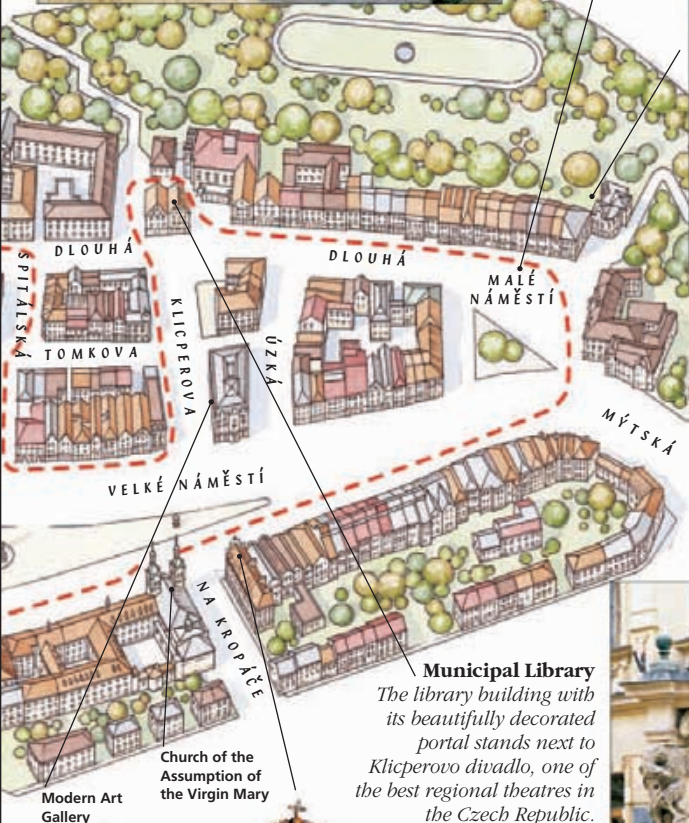 DLOUHÁ
DLOUHÁ
MALÉ
NÁMĚSTÍ
ŠPITÁLSKÁ
KLICPEROVA
ÚZKÁ
TOMKOVA
MÝTSKÁ
VELKÉ NÁMĚSTÍ
NA KROPÁČE
Municipal Library
The library building with
its beautifully decorated
portal stands next to
Klicperovo divadlo, one of
the best regional theatres in
the Czech Republic.
Church of the
Assumption of
the Virgin Mary
Modern Art
Gallery